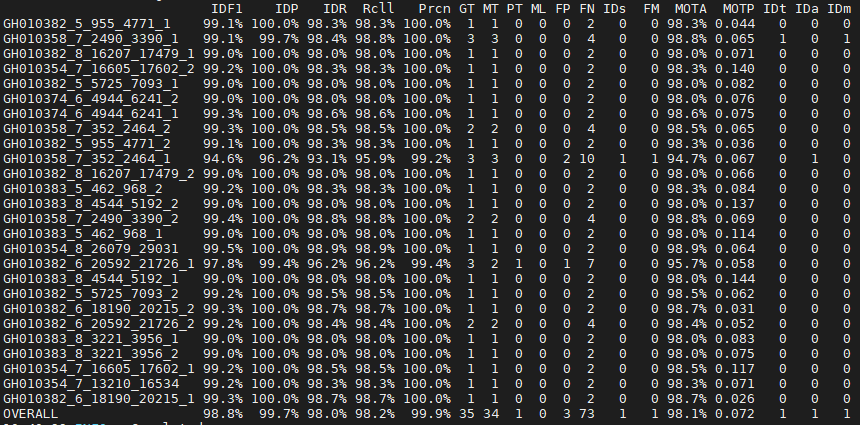 IDF1 IDP IDR Rcll Prcn GT MT PT ML FP FN IDs FM MOTA MOTP IDt IDa IDm
GH010382_5_955_4771_1 99.1% 100.0% 98.3% 98.3% 100.0% 1 1 0 0 0 2 0 0 98.3% 0.044 0 0 0
GH010358_7_2490_3390_1 99.1% 99.7% 98.4% 98.8% 100.0% 3 3 0 0 0 4 0 0 98.8% 0.065 1 0 1
GH010382_8_16207_17479_1 99.0% 100.0% 98.0% 98.0% 100.0% 1 1 0 0 0 2 0 0 98.0% 0.071 0 0 0
GH010354_7_16605_17602_2 99.2% 100.0% 98.3% 98.3% 100.0% 1 1 0 0 0 2 0 0 98.3% 0.140 0 0 0
GH010382_5_5725_7093_1 99.0% 100.0% 98.0% 98.0% 100.0% 1 1 0 0 0 2 0 0 98.0% 0.082 0 0 0
GH010374_6_4944_6241_2 99.0% 100.0% 98.0% 98.0% 100.0% 1 1 0 0 0 2 0 0 98.0% 0.076 0 0 0
GH010374_6_4944_6241_1 99.3% 100.0% 98.6% 98.6% 100.0% 1 1 0 0 0 2 0 0 98.6% 0.075 0 0 0
GH010358_7_352_2464_2 99.3% 100.0% 98.5% 98.5% 100.0% 2 2 0 0 0 4 0 0 98.5% 0.065 0 0 0
GH010382_5_955_4771_2 99.1% 100.0% 98.3% 98.3% 100.0% 1 1 0 0 0 2 0 0 98.3% 0.036 0 0 0
GH010358_7_352_2464_1 94.6% 96.2% 93.1% 95.9% 99.2% 3 3 0 0 2 10 1 1 94.7% 0.067 0 1 0
GH010382_8_16207_17479_2 99.0% 100.0% 98.0% 98.0% 100.0% 1 1 0 0 0 2 0 0 98.0% 0.066 0 0 0
GH010383_5_462_968_2 99.2% 100.0% 98.3% 98.3% 100.0% 1 1 0 0 0 2 0 0 98.3% 0.084 0 0 0
GH010383_8_4544_5192_2 99.0% 100.0% 98.0% 98.0% 100.0% 1 1 0 0 0 2 0 0 98.0% 0.137 0 0 0
GH010358_7_2490_3390_2 99.4% 100.0% 98.8% 98.8% 100.0% 2 2 0 0 0 4 0 0 98.8% 0.069 0 0 0
GH010383_5_462_968_1 99.0% 100.0% 98.0% 98.0% 100.0% 1 1 0 0 0 2 0 0 98.0% 0.114 0 0 0
GH010354_8_26079_29031 99.5% 100.0% 98.9% 98.9% 100.0% 1 1 0 0 0 2 0 0 98.9% 0.064 0 0 0
GH010382_6_20592_21726_1 97.8% 99.4% 96.2% 96.2% 99.4% 3 2 1 0 1 7 0 0 95.7% 0.058 0 0 0
GH010383_8_4544_5192_1 99.0% 100.0% 98.0% 98.0% 100.0% 1 1 0 0 0 2 0 0 98.0% 0.144 0 0 0
GH010382_5_5725_7093_2 99.2% 100.0% 98.5% 98.5% 100.0% 1 1 0 0 0 2 0 0 98.5% 0.062 0 0 0
GH010382_6_18190_20215_2 99.3% 100.0% 98.7% 98.7% 100.0% 1 1 0 0 0 2 0 0 98.7% 0.031 0 0 0
GH010382_6_20592_21726_2 99.2% 100.0% 98.4% 98.4% 100.0% 2 2 0 0 0 4 0 0 98.4% 0.052 0 0 0
GH010383_8_3221_3956_1 99.0% 100.0% 98.0% 98.0% 100.0% 1 1 0 0 0 2 0 0 98.0% 0.083 0 0 0
GH010383_8_3221_3956_2 99.0% 100.0% 98.0% 98.0% 100.0% 1 1 0 0 0 2 0 0 98.0% 0.075 0 0 0
GH010354_7_16605_17602_1 99.2% 100.0% 98.5% 98.5% 100.0% 1 1 0 0 0 2 0 0 98.5% 0.117 0 0 0
GH010354_7_13210_16534 99.2% 100.0% 98.3% 98.3% 100.0% 1 1 0 0 0 2 0 0 98.3% 0.071 0 0 0
GH010382_6_18190_20215_1 99.3% 100.0% 98.7% 98.7% 100.0% 1 1 0 0 0 2 0 0 98.7% 0.026 0 0 0
OVERALL 98.8% 99.7% 98.0% 98.2% 99.9% 35 34 1 0 3 73 1 1 98.1% 0.072 1 1 1